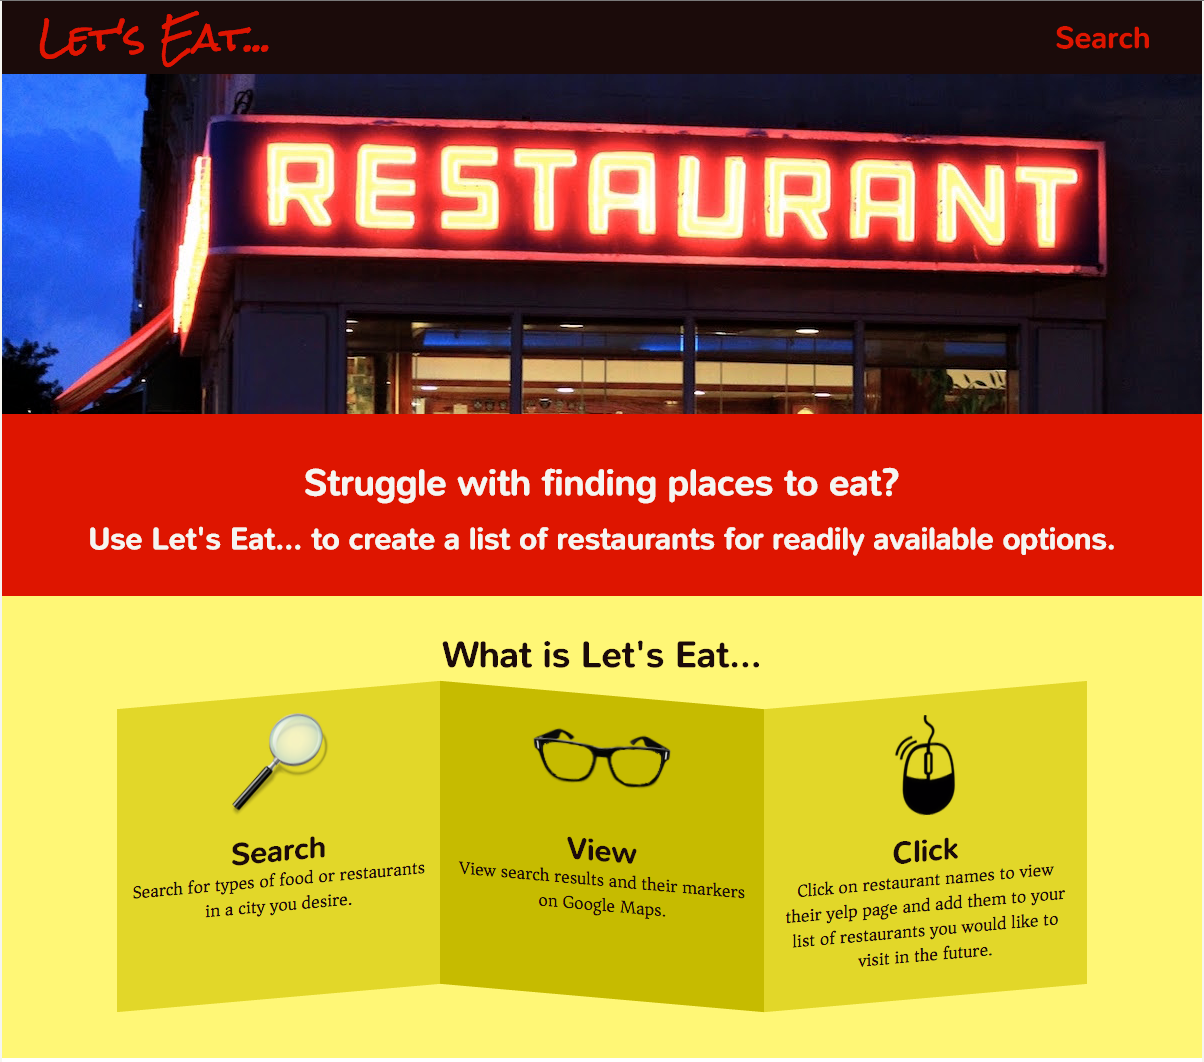 Let's Eat...
Search
RESTAURANT
Struggle with finding places to eat?
Use Let's Eat... to create a list of restaurants for readily available options.
What is Let's Eat...
Search
Search for types of food or restaurants
in a city you desire.
View
View search results and their markers
on Google Maps.
Click
Click on restaurant names to view
their yelp page and add them to your
list of restaurants you would like to
visit in the future.